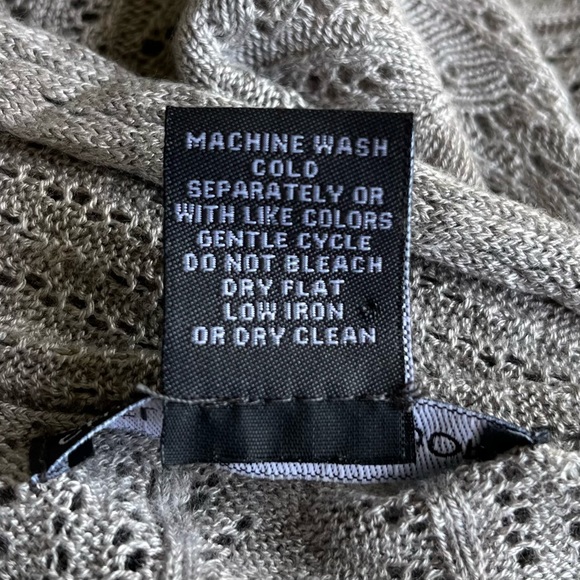 MACHINE WASH
COLD
SEPARATELY OR
WITH LIKE COLORS
GENTLE CYCLE
DO NOT BLEACH
DRY FLAT
LOW IRON
OR DRY CLEAN